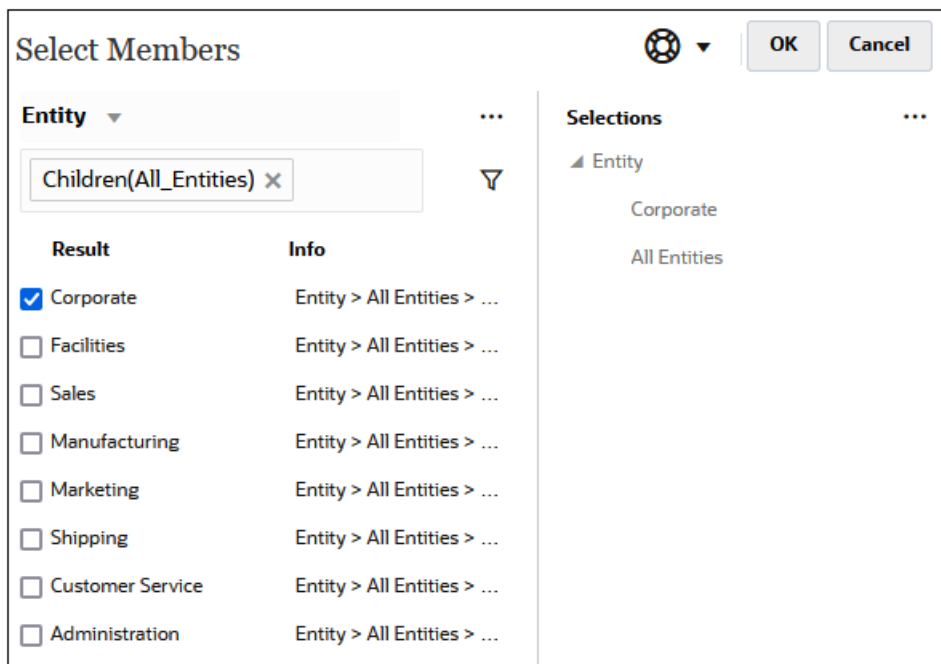 Select Members
OK
Cancel
Entity
...
Children(All_Entities)
Result Info
Corporate Entity > All Entities > ...
Facilities Entity > All Entities > ...
Sales Entity > All Entities > ...
Manufacturing Entity > All Entities > ...
Marketing Entity > All Entities > ...
Shipping Entity > All Entities > ...
Customer Service Entity > All Entities > ...
Administration Entity > All Entities > ...
Selections
...
Entity
Corporate
All Entities